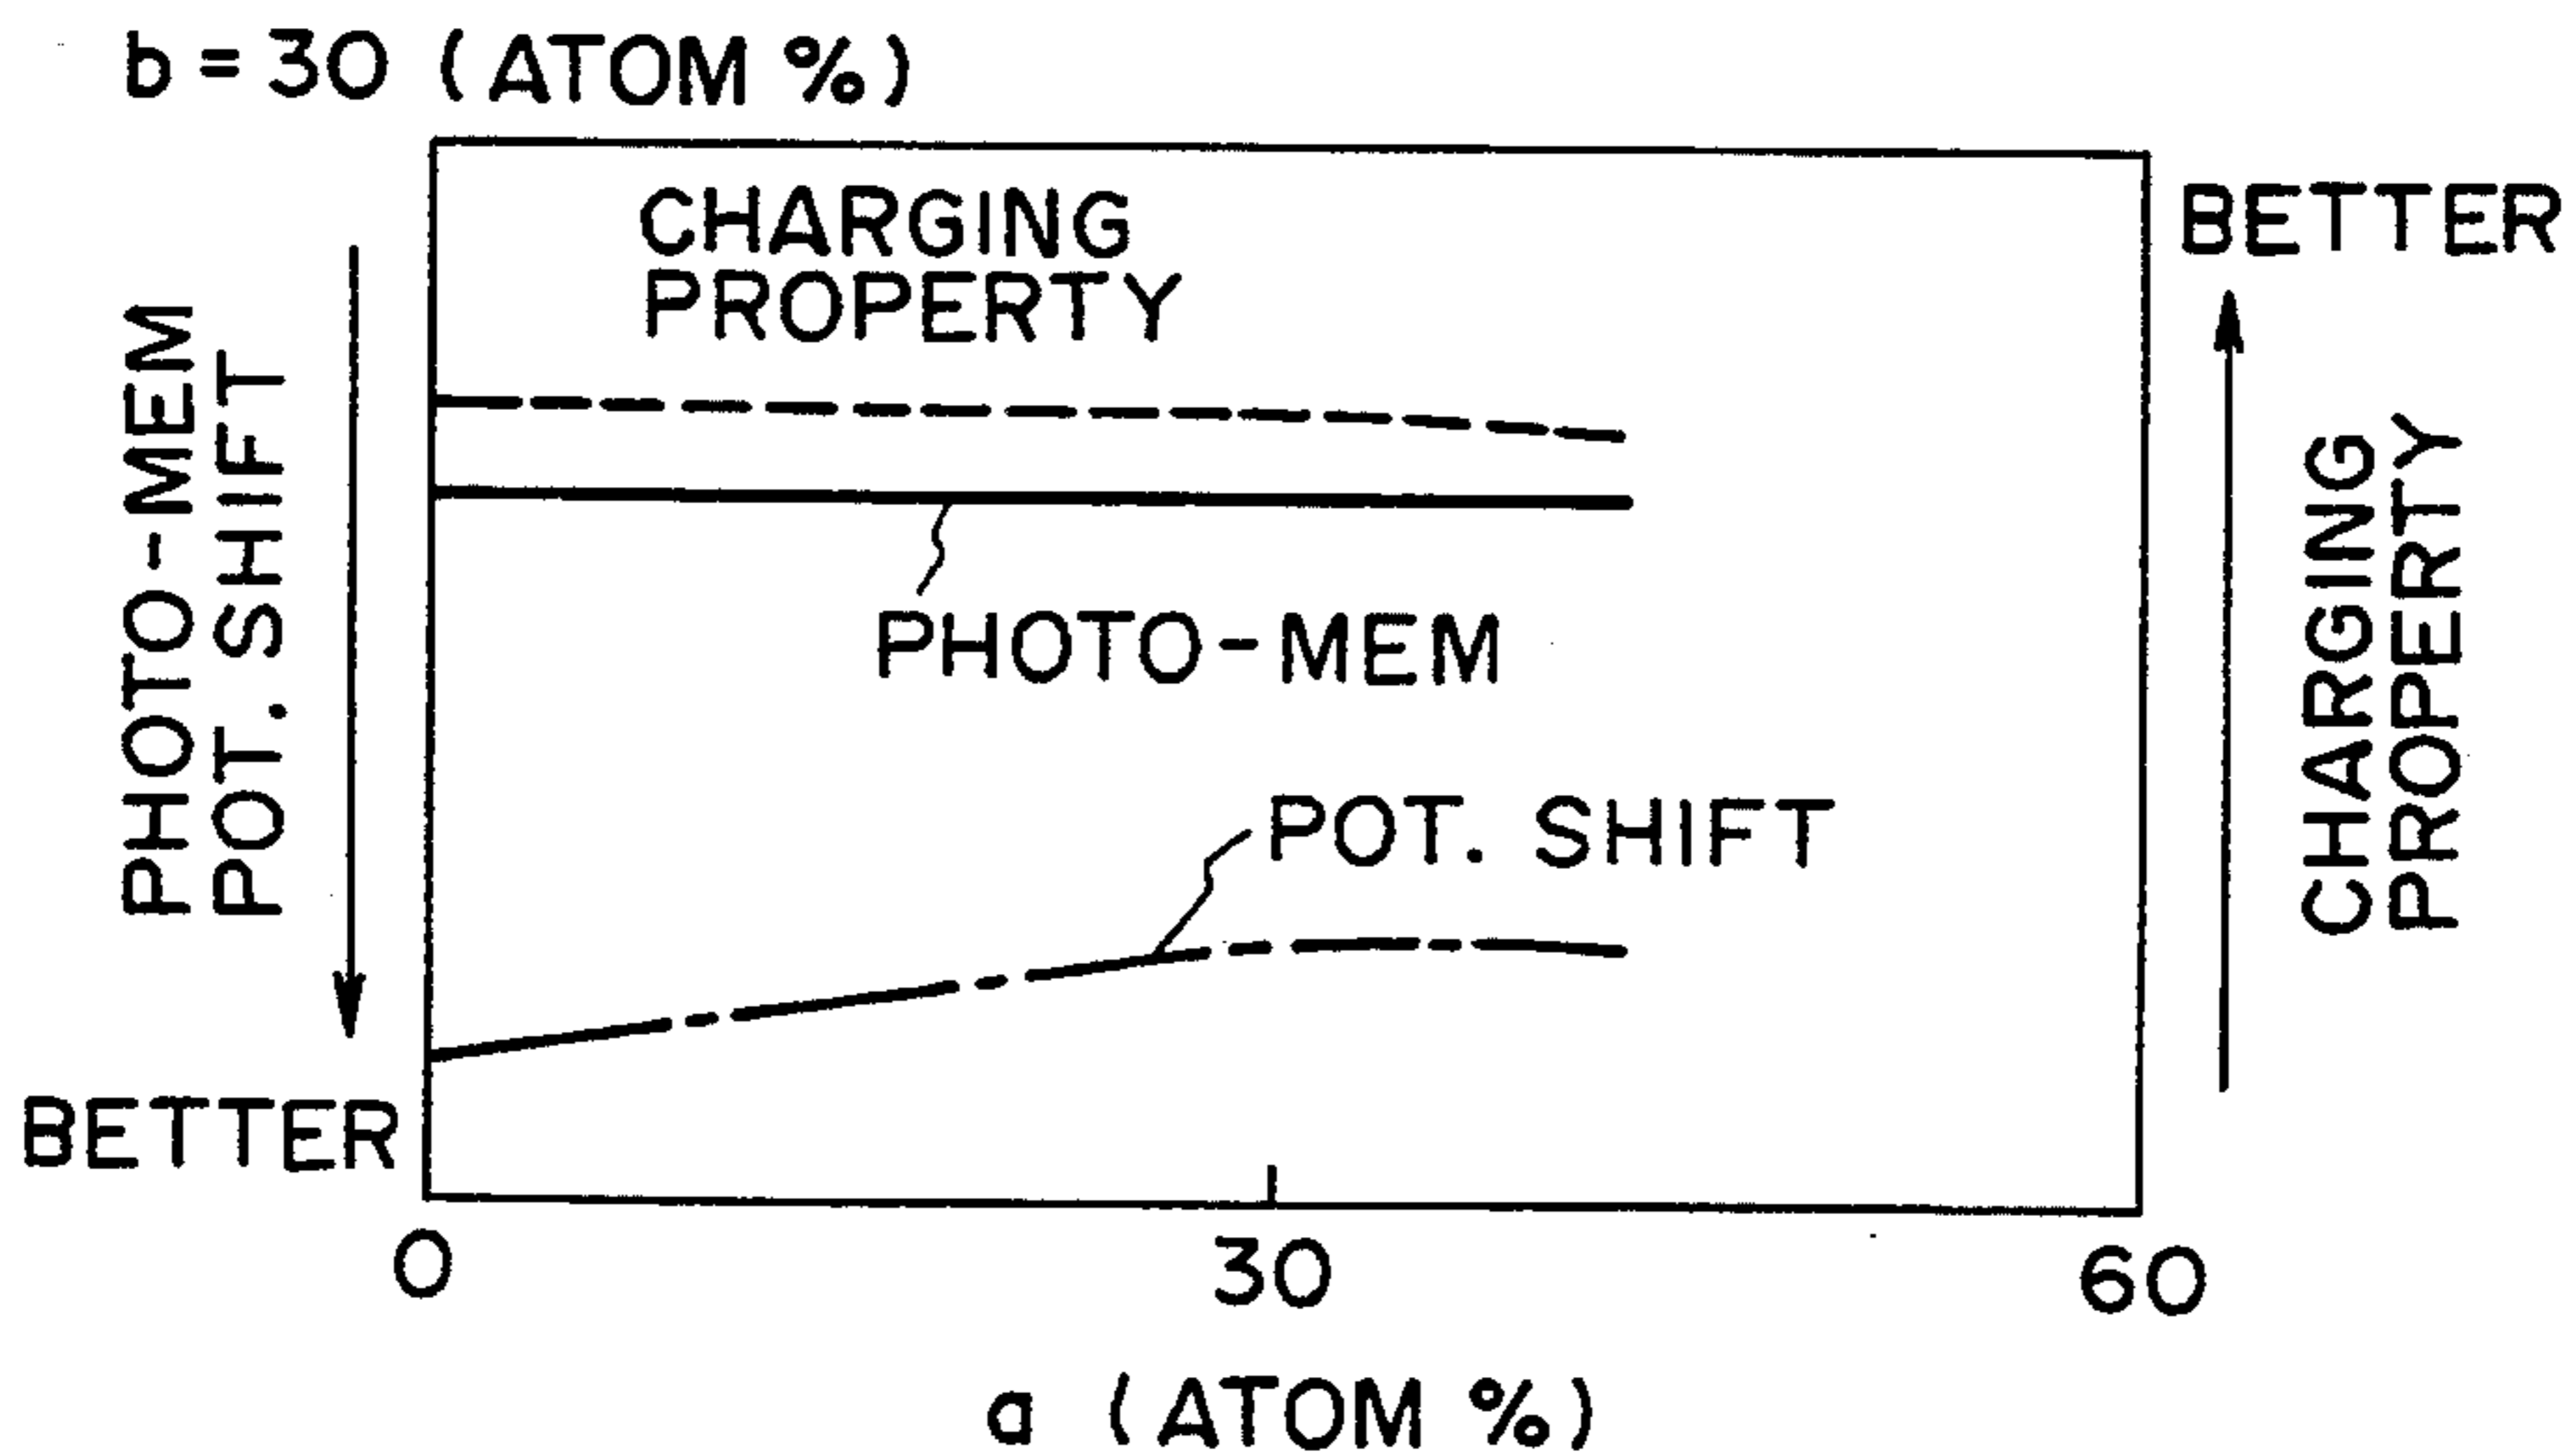 b = 30 (ATOM %)
CHARGING
PROPERTY
BETTER
PHOTO-MEM
POT. SHIFT
PHOTO-MEM
CHARGING
PROPERTY
POT. SHIFT
BETTER
0
30
60
a (ATOM %)